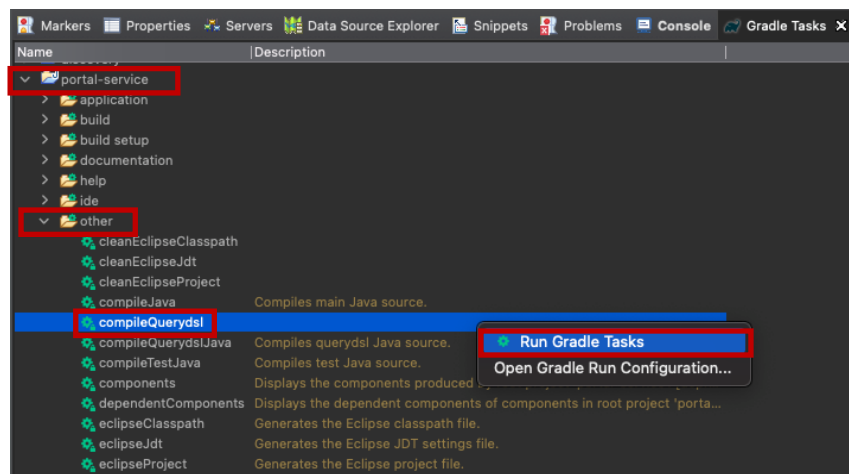 Markers Properties Servers Data Source Explorer Snippets Problems Console Gradle Tasks X
Name Description
portal-service
application
build
build setup
documentation
help
ide
other
cleanEclipseClasspath
cleanEclipseJdt
cleanEclipseProject
compileJava Compiles main Java source.
compileQuerydsl
compileQuerydslJava Compiles querydsl Java source.
Run Gradle Tasks
compileTestJava Compiles test Java source.
Open Gradle Run Configuration...
components Displays the components produced
dependentComponents Displays the dependent components of components in root project 'porta...
eclipseClasspath Generates the Eclipse classpath file.
eclipseJdt Generates the Eclipse JDT settings file.
eclipseProject Generates the Eclipse project file.